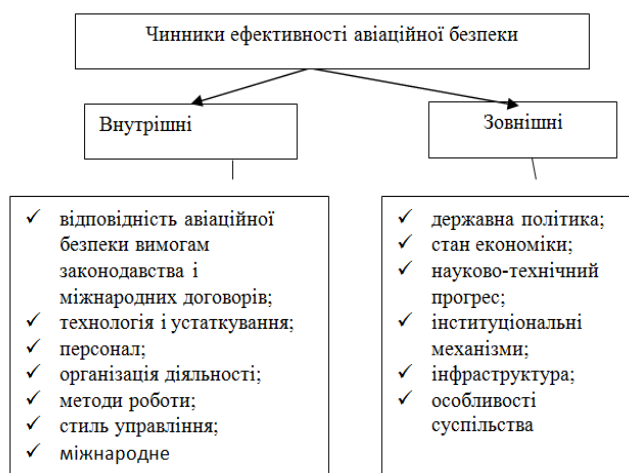 Чинники ефективності авіаційної безпеки
Внутрішні
Зовнішні
✓ відповідність авіаційної
безпеки вимогам
законодавства і
міжнародних договорів;
✓ технологія і устаткування;
✓ персонал;
✓ організація діяльності;
✓ методи роботи;
✓ стиль управління;
✓ міжнародне
✓ державна політика;
✓ стан економіки;
✓ науково-технічний
прогрес;
✓ інституціональні
механізми;
✓ інфраструктура;
✓ особливості
суспільства